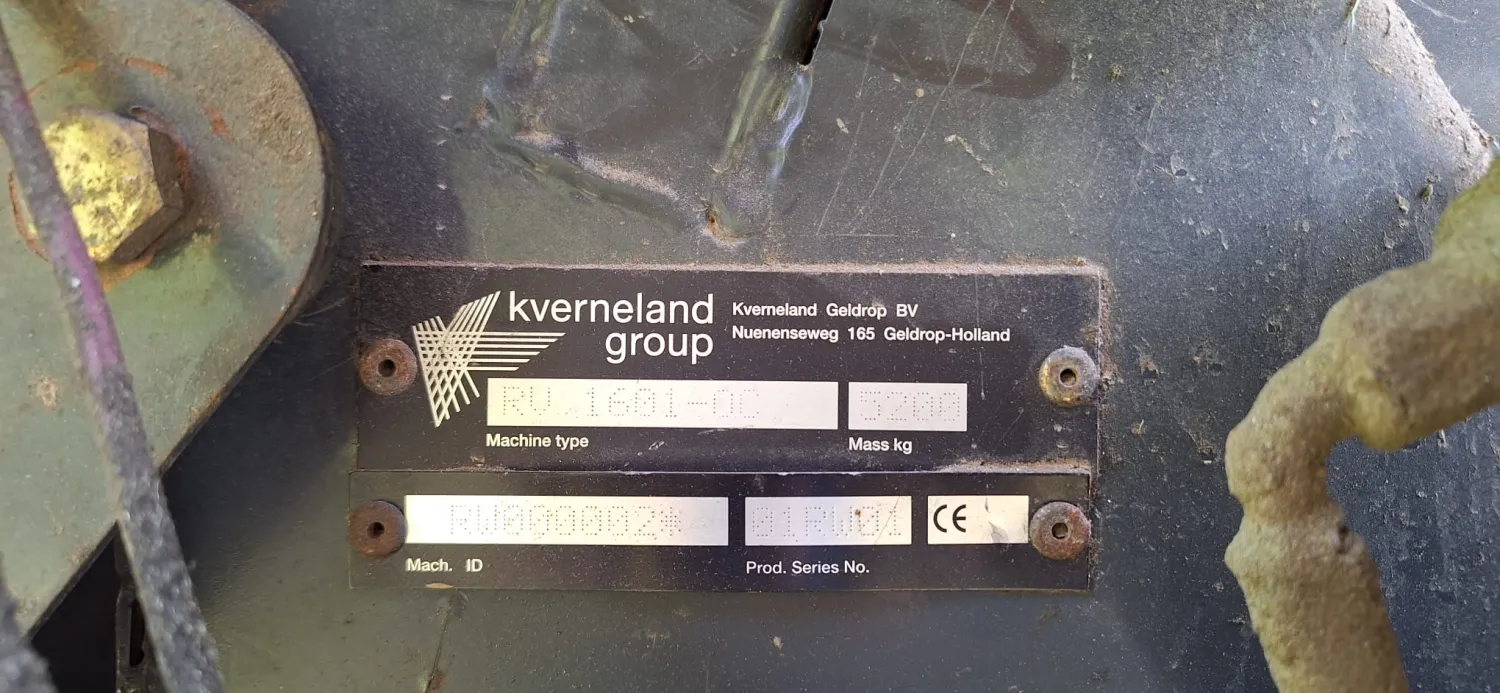 kverneland
group
Kverneland Geldrop BV
Nuenenseweg 165 Geldrop-Holland
RV 1601-OC
5200
Machine type
Mass kg
RW000002*
01RW01
CE
Mach. ID
Prod. Series No.